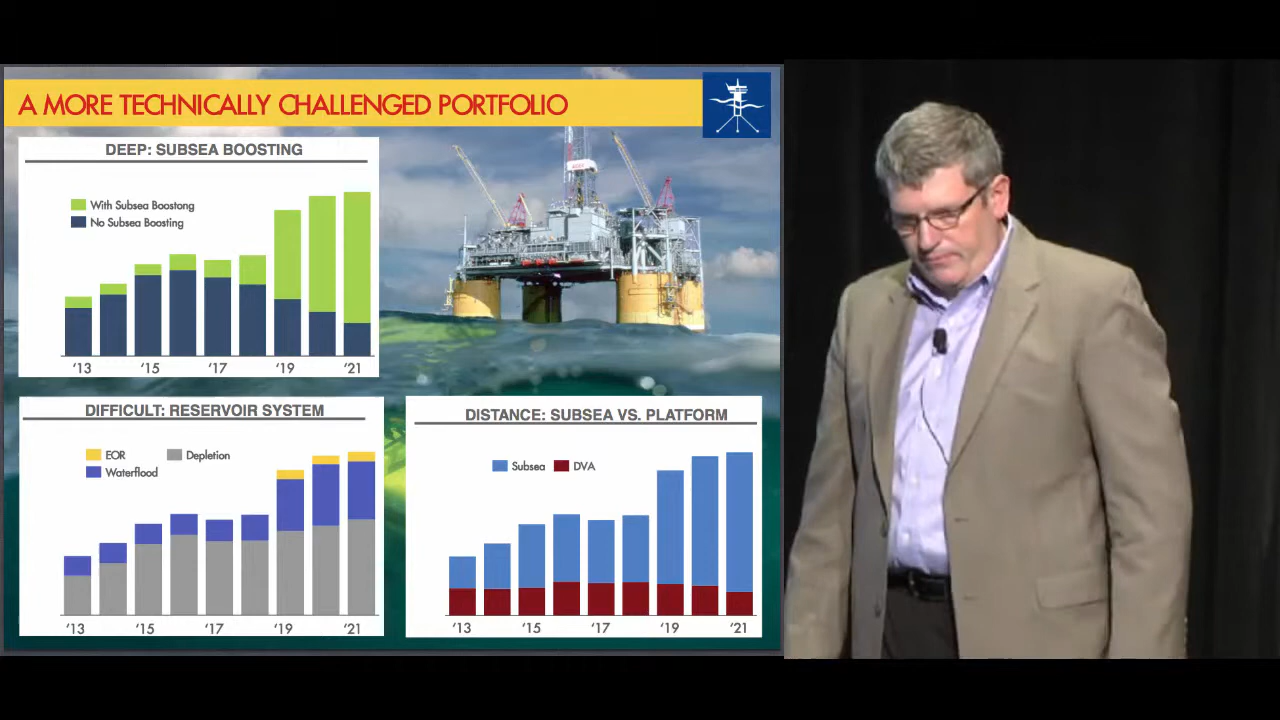 A MORE TECHNICALLY CHALLENGED PORTFOLIO
DEEP: SUBSEA BOOSTING
With Subsea Boostong
No Subsea Boosting
'13 '15 '17 '19 '21
DIFFICULT: RESERVOIR SYSTEM
EOR Depletion
Waterflood
'13 '15 '17 '19 '21
DISTANCE: SUBSEA VS. PLATFORM
Subsea DVA
'13 '15 '17 '19 '21